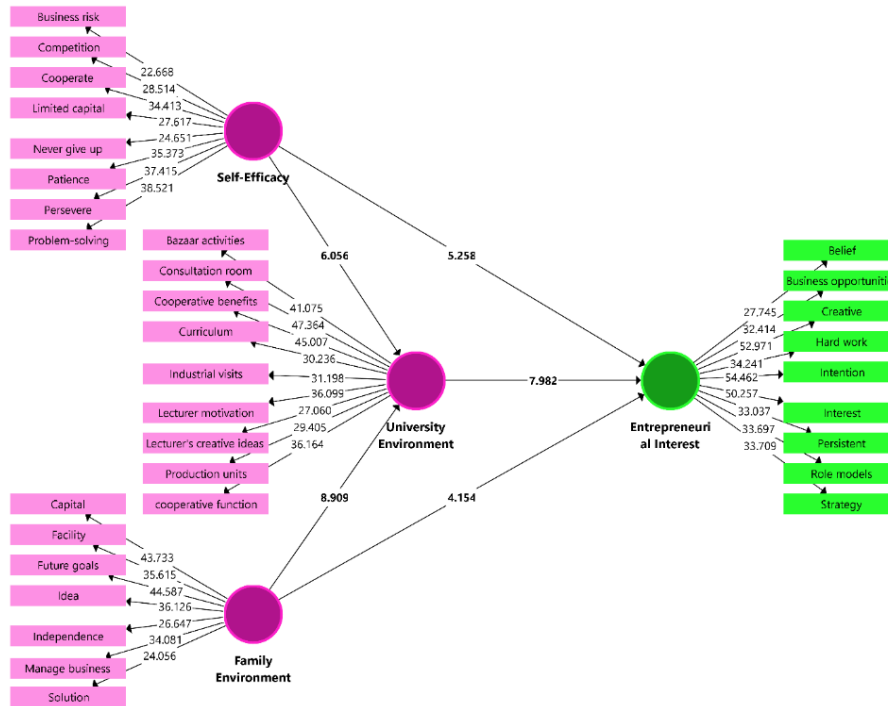 Business risk
Competition
Cooperate
Limited capital
Never give up
Patience
Persevere
Problem-solving
22.668
28.514
34.413
27.617
24.651
35.373
37.415
38.521
Self-Efficacy
6.056
5.258
Bazaar activities
Consultation room
Cooperative benefits
Curriculum
Industrial visits
Lecturer motivation
Lecturer's creative ideas
Production units
cooperative function
41.075
47.364
45.007
30.236
31.198
36.099
27.060
29.405
36.164
University
Environment
7.982
8.909
4.154
Capital
Facility
Future goals
Idea
Independence
Manage business
Solution
43.733
35.615
44.587
36.126
26.647
34.081
24.056
Family
Environment
Entrepreneuri
al Interest
27.745
32.414
52.971
34.241
54.462
50.257
33.037
33.697
33.709
Belief
Business opportunitie
Creative
Hard work
Intention
Interest
Persistent
Role models
Strategy